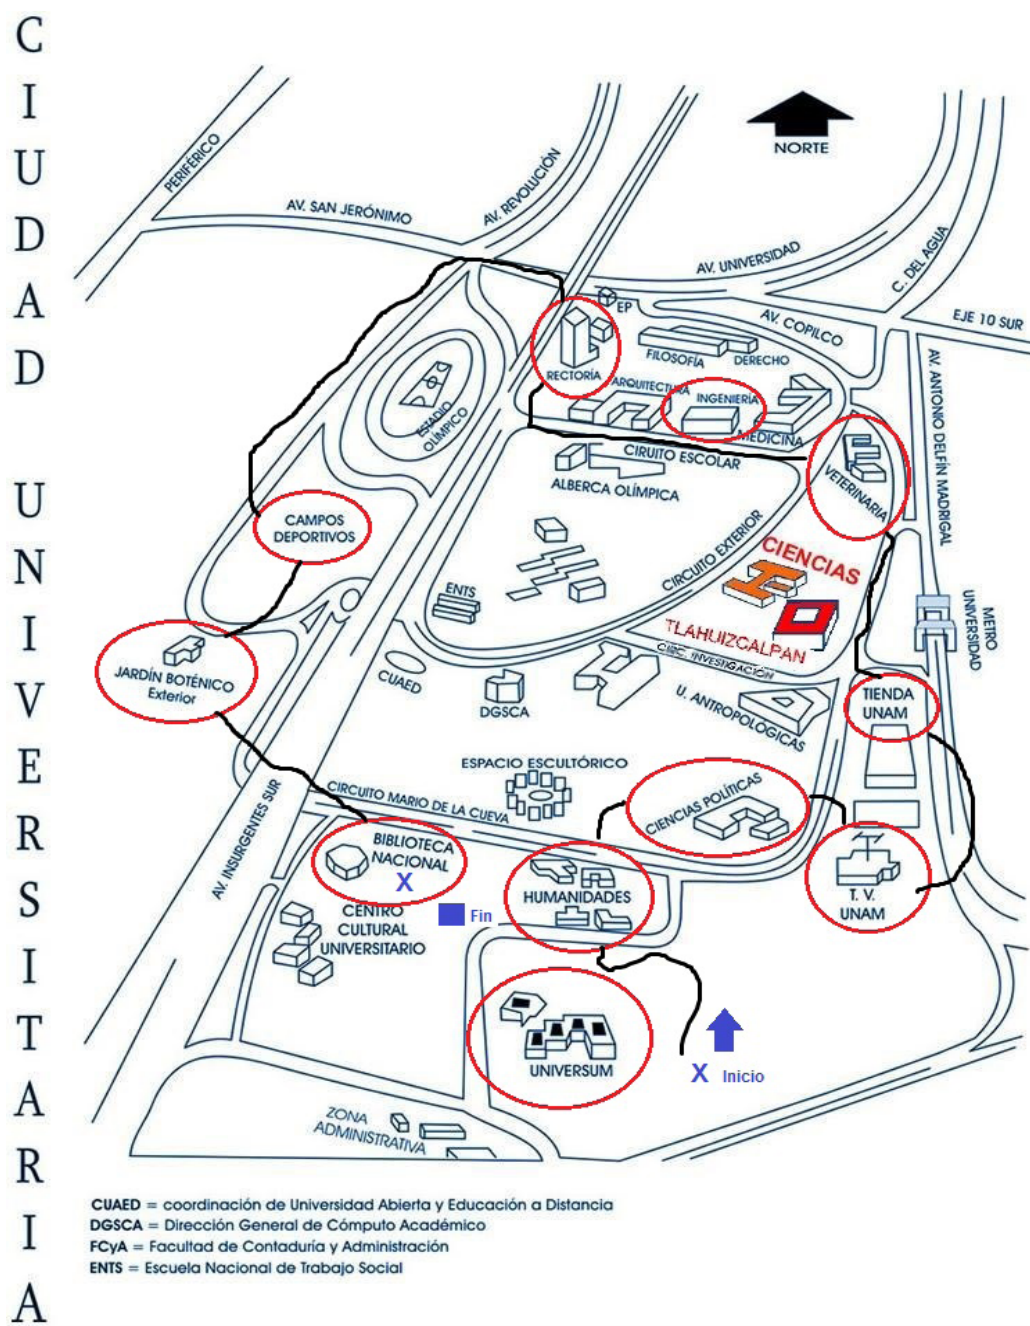 CIUDAD UNIVERSITARIA
NORTE
PERIFÉRICO
AV. SAN JERÓNIMO
AV. REVOLUCIÓN
AV. UNIVERSIDAD
C. DEL AGUA
EJE 10 SUR
AV. COPILCO
EP
RECTORÍA
FILOSOFÍA
DERECHO
ARQUITECTURA
INGENIERÍA
MEDICINA
AV. ANTONIO DELFÍN MADRIGAL
ESTADIO
OLÍMPICO
CIRUITO ESCOLAR
ALBERCA OLÍMPICA
VETERINARIA
CAMPOS
DEPORTIVOS
CIRCUITO EXTERIOR
CIENCIAS
TLAHUIZCALPAN
ENTS
METRO
UNIVERSIDAD
JARDÍN BOTÉNICO
Exterior
CUAED
CIRC. INVESTIGACIÓN
DGSCA
U. ANTROPOLÓGICAS
TIENDA
UNAM
ESPACIO ESCULTÓRICO
CIRCUITO MARIO DE LA CUEVA
CIENCIAS POLÍTICAS
AV. INSURGENTES SUR
BIBLIOTECA
NACIONAL
X
HUMANIDADES
T. V.
UNAM
Fin
CENTRO
CULTURAL
UNIVERSITARIO
UNIVERSUM
X Inicio
ZONA
ADMINISTRATIVA
CUAED = coordinación de Universidad Abierta y Educación a Distancia
DGSCA = Dirección General de Cómputo Académico
FCyA = Facultad de Contaduría y Administración
ENTS = Escuela Nacional de Trabajo Social